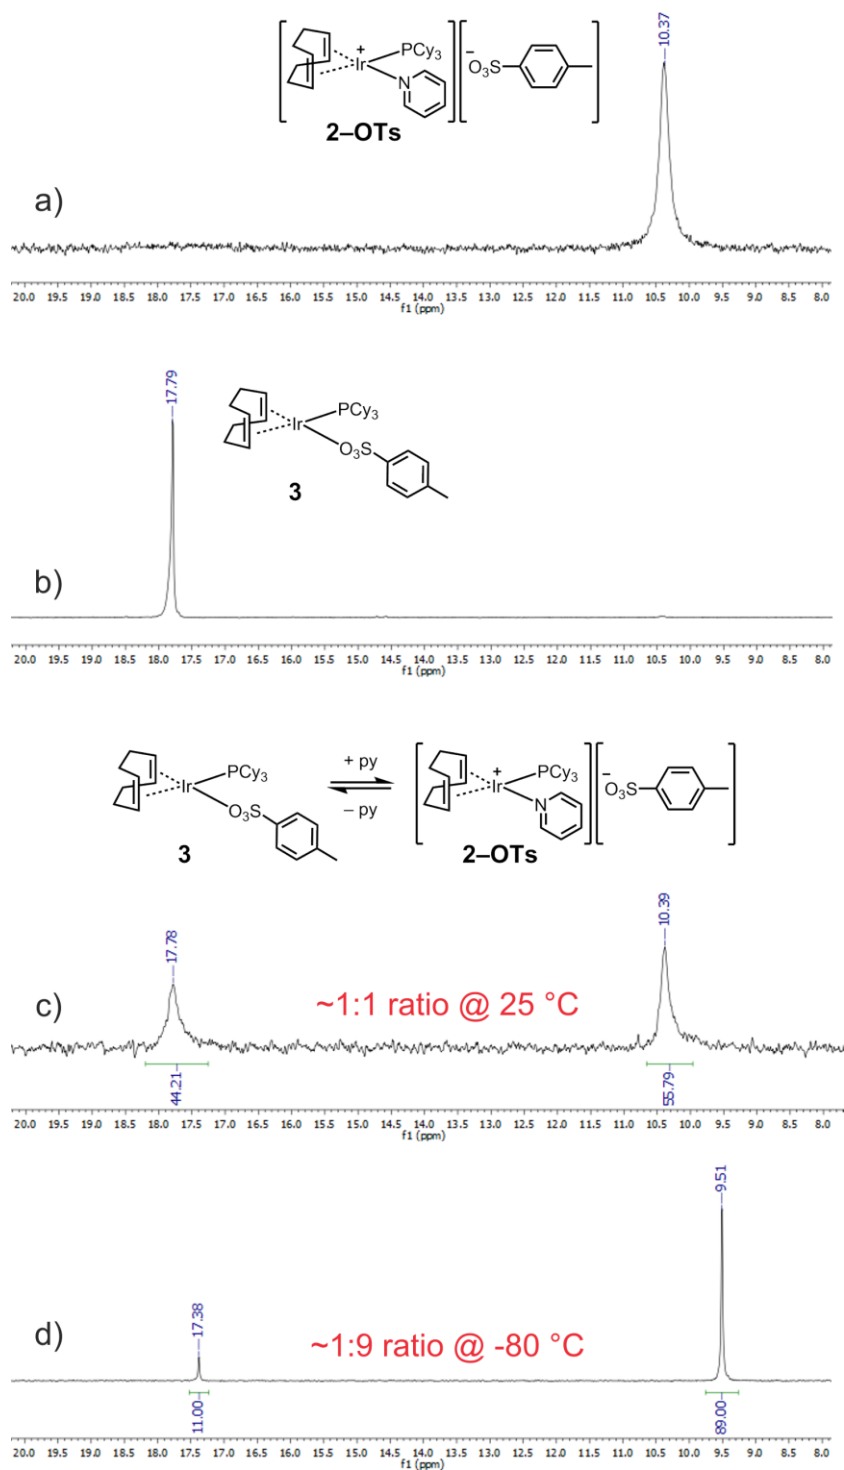 +
Ir
PCy3
N
−
O3S
2–OTs
10.37
a)
20.0 19.5 19.0 18.5 18.0 17.5 17.0 16.5 16.0 15.5 15.0 14.5 14.0 13.5 13.0 12.5 12.0 11.5 11.0 10.5 10.0 9.5 9.0 8.5 8.0
f1 (ppm)
17.79
Ir
PCy3
O3S
3
b)
20.0 19.5 19.0 18.5 18.0 17.5 17.0 16.5 16.0 15.5 15.0 14.5 14.0 13.5 13.0 12.5 12.0 11.5 11.0 10.5 10.0 9.5 9.0 8.5 8.0
f1 (ppm)
Ir
PCy3
O3S
3
+ py
− py
+
Ir
PCy3
N
−
O3S
2–OTs
17.78
10.39
c)
~1:1 ratio @ 25 °C
44.21
55.79
20.0 19.5 19.0 18.5 18.0 17.5 17.0 16.5 16.0 15.5 15.0 14.5 14.0 13.5 13.0 12.5 12.0 11.5 11.0 10.5 10.0 9.5 9.0 8.5 8.0
f1 (ppm)
17.38
9.51
d)
~1:9 ratio @ -80 °C
11.00
89.00
20.0 19.5 19.0 18.5 18.0 17.5 17.0 16.5 16.0 15.5 15.0 14.5 14.0 13.5 13.0 12.5 12.0 11.5 11.0 10.5 10.0 9.5 9.0 8.5 8.0
f1 (ppm)